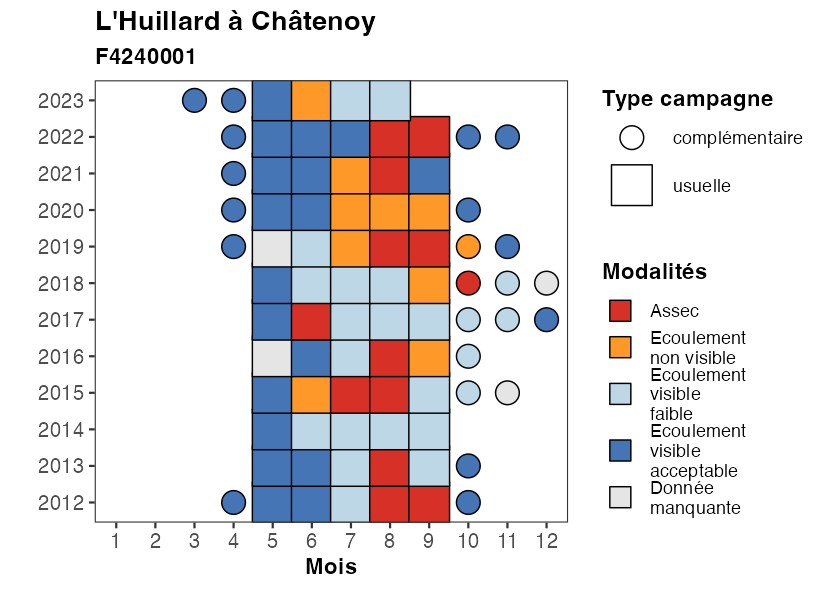 L'Huillard à Châtenoy
F4240001
2023
2022
2021
2020
2019
2018
2017
2016
2015
2014
2013
2012
1 2 3 4 5 6 7 8 9 10 11 12
Mois
Type campagne
complémentaire
usuelle
Modalités
Assec
Ecoulement
non visible
Ecoulement
visible
faible
Ecoulement
visible
acceptable
Donnée
manquante